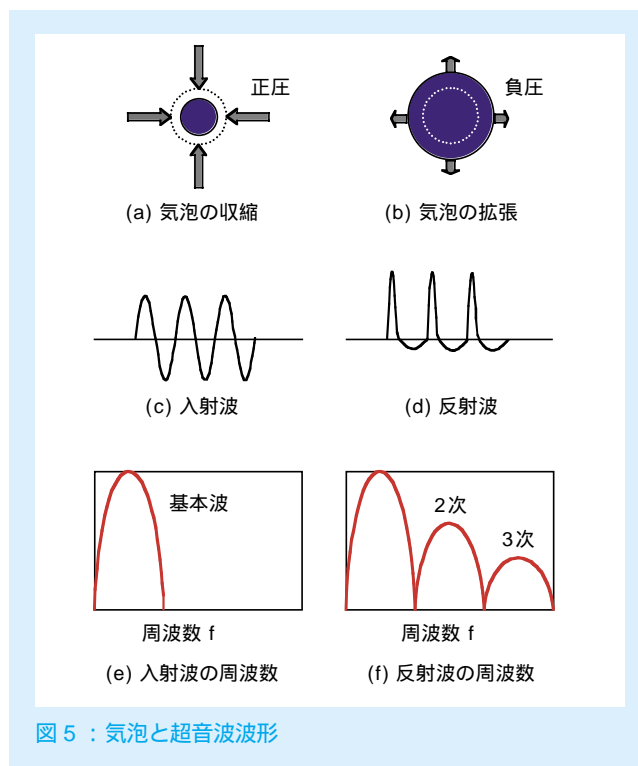 正圧
負圧
(a) 気泡の収縮
(b) 気泡の拡張
(c) 入射波
(d) 反射波
基本波
2次
3次
周波数 f
周波数 f
(e) 入射波の周波数
(f) 反射波の周波数
図 5 ：気泡と超音波波形